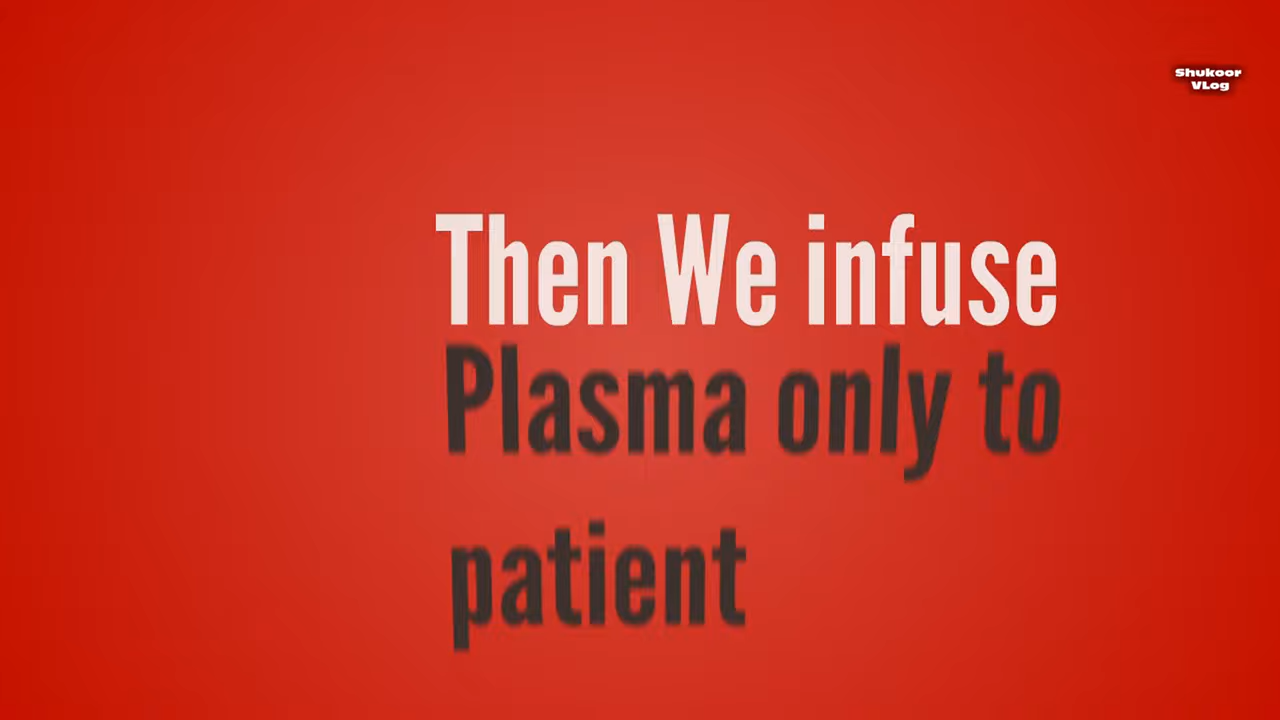 Shukoor
VLog
Then We infuse
Plasma only to
patient